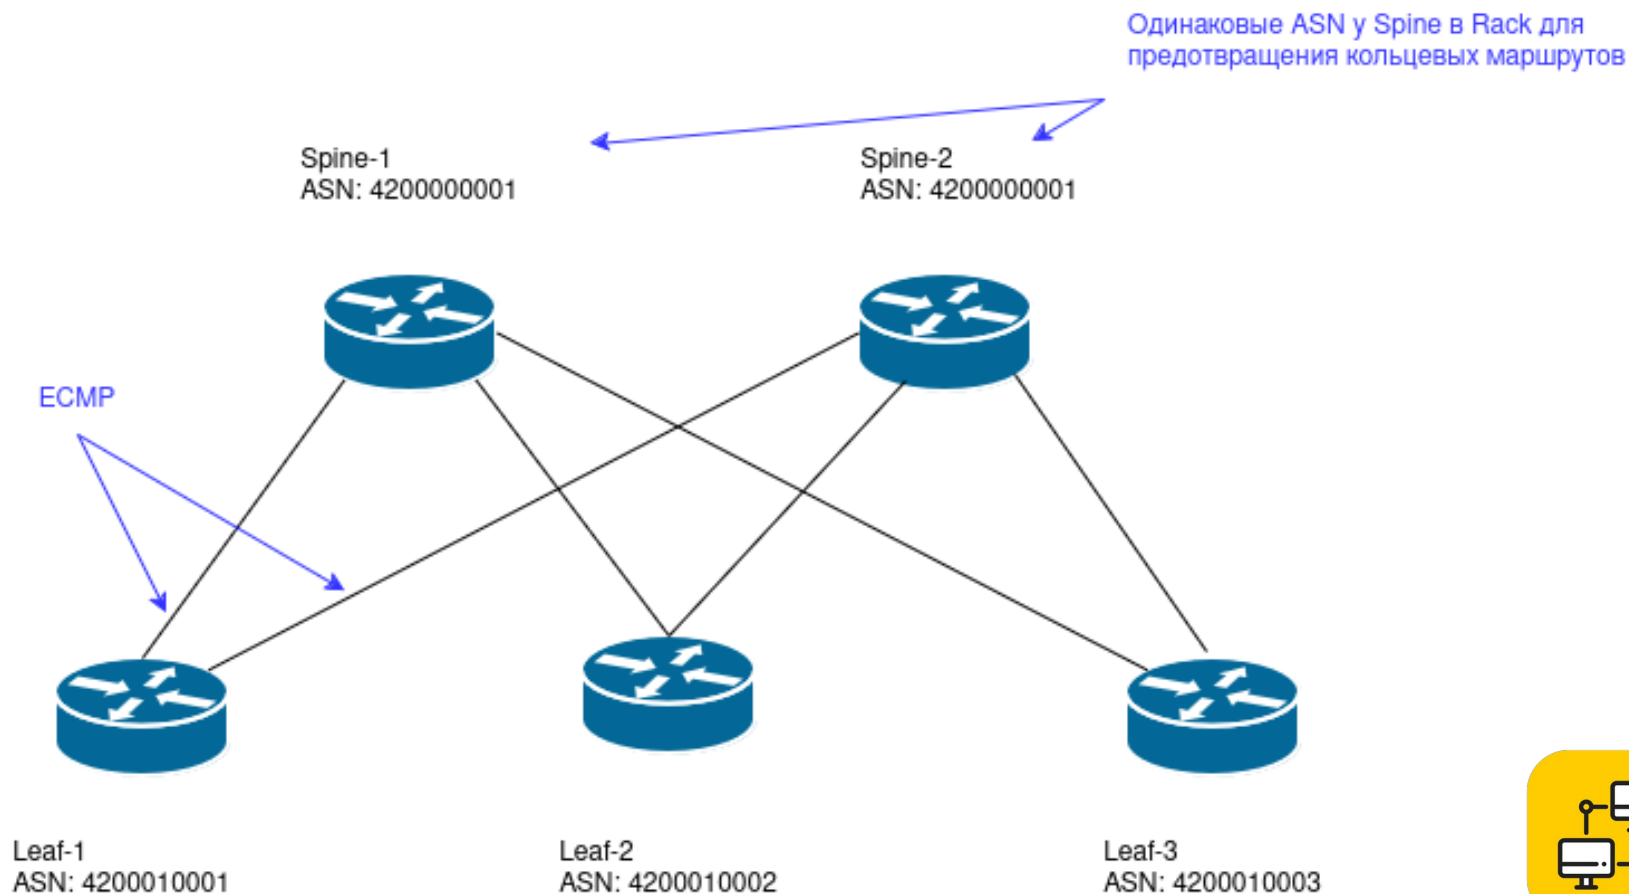 Одинаковые ASN у Spine в Rack для
предотвращения кольцевых маршрутов
Spine-1
ASN: 4200000001
Spine-2
ASN: 4200000001
ECMP
Leaf-1
ASN: 4200010001
Leaf-2
ASN: 4200010002
Leaf-3
ASN: 4200010003